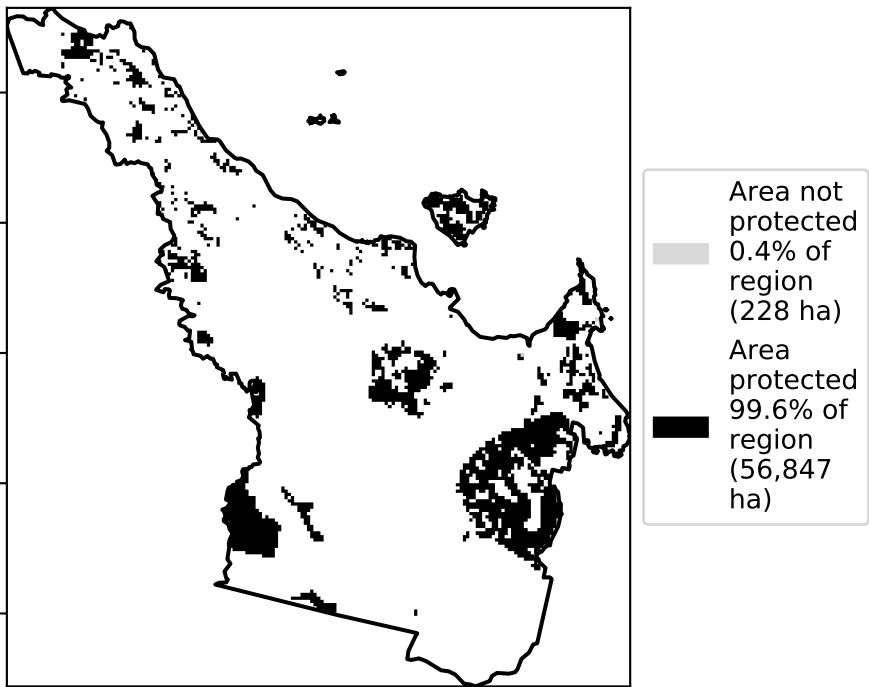 Area not
protected
0.4% of
region
(228 ha)
Area
protected
99.6% of
region
(56,847
ha)